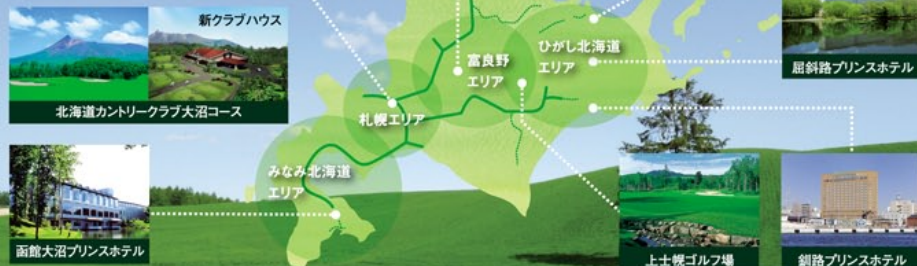 新クラブハウス
北海道カントリークラブ大沼コース
富良野
エリア
ひがし北海道
エリア
屈斜路プリンスホテル
札幌エリア
みなみ北海道
エリア
函館大沼プリンスホテル
上士幌ゴルフ場
釧路プリンスホテル